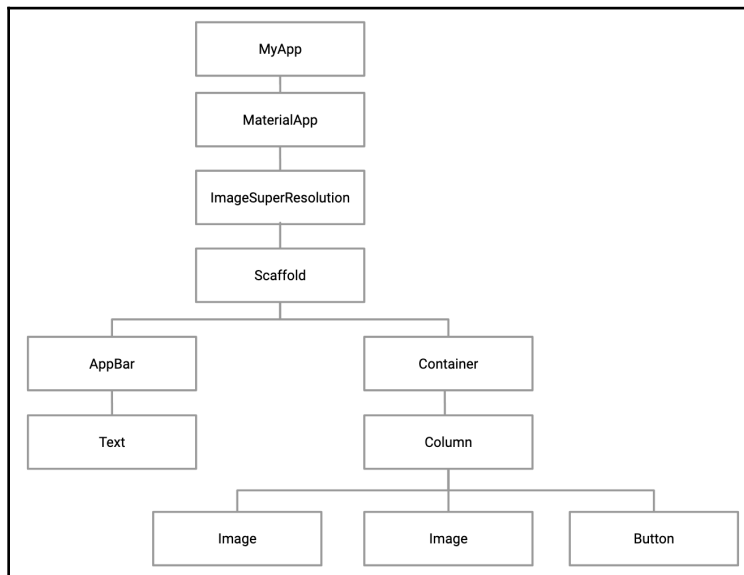 MyApp
MaterialApp
ImageSuperResolution
Scaffold
AppBar
Container
Text
Column
Image
Image
Button